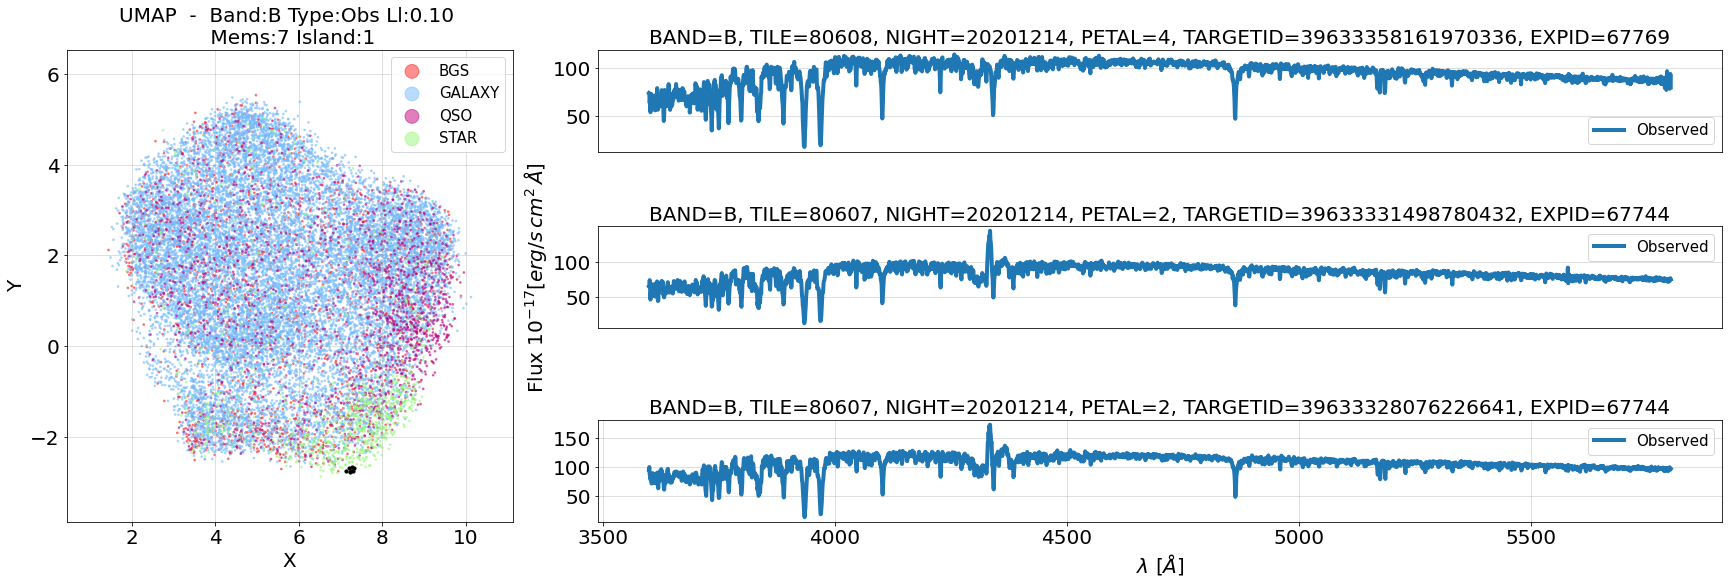 UMAP - Band:B Type:Obs Ll:0.10
Mems:7 Island:1
BGS
GALAXY
QSO
STAR
6
4
2
0
−2
Y
2 4 6 8 10
X
Flux 10^{-17}[erg/s cm^2 Å]
BAND=B, TILE=80608, NIGHT=20201214, PETAL=4, TARGETID=39633358161970336, EXPID=67769
100
50
Observed
BAND=B, TILE=80607, NIGHT=20201214, PETAL=2, TARGETID=39633331498780432, EXPID=67744
100
50
Observed
BAND=B, TILE=80607, NIGHT=20201214, PETAL=2, TARGETID=39633328076226641, EXPID=67744
150
100
50
Observed
3500 4000 4500 5000 5500
λ [Å]